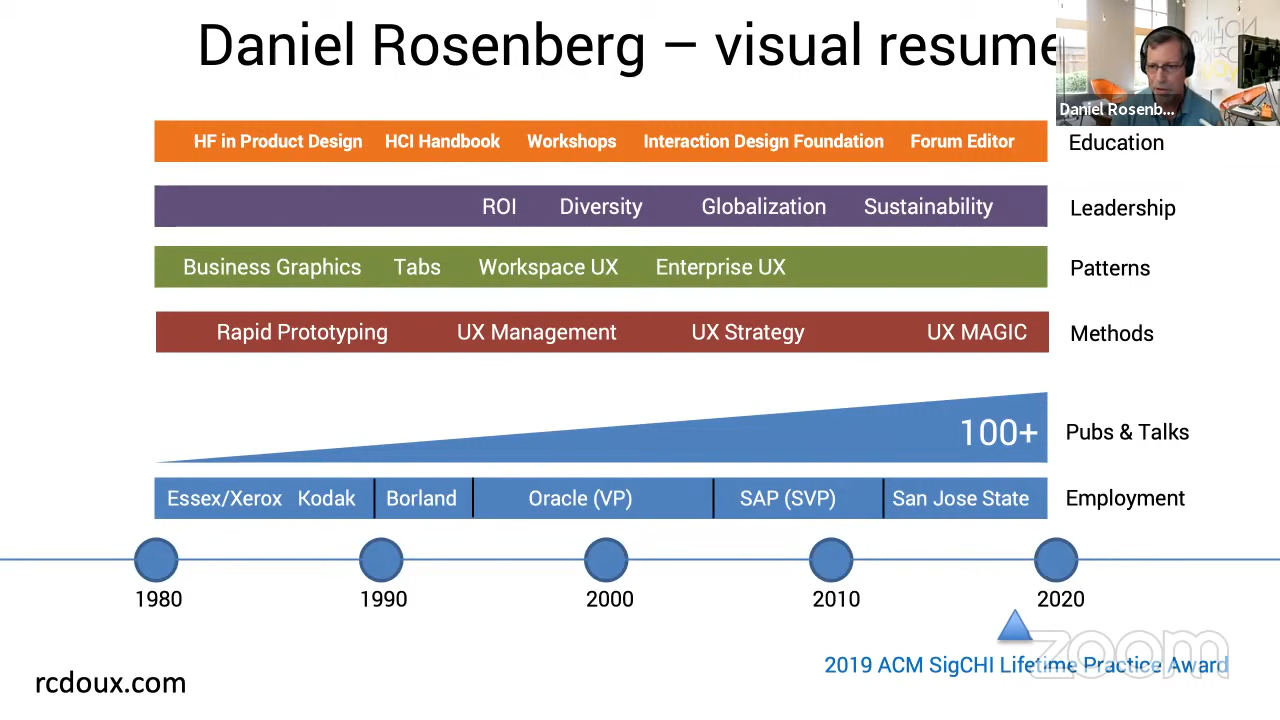 Daniel Rosenberg – visual resume
Daniel Rosenb...
HF in Product Design HCI Handbook Workshops Interaction Design Foundation Forum Editor Education
ROI Diversity Globalization Sustainability Leadership
Business Graphics Tabs Workspace UX Enterprise UX Patterns
Rapid Prototyping UX Management UX Strategy UX MAGIC Methods
100+ Pubs & Talks
Essex/Xerox Kodak Borland Oracle (VP) SAP (SVP) San Jose State Employment
1980 1990 2000 2010 2020
zoom
2019 ACM SigCHI Lifetime Practice Award
rcdoux.com